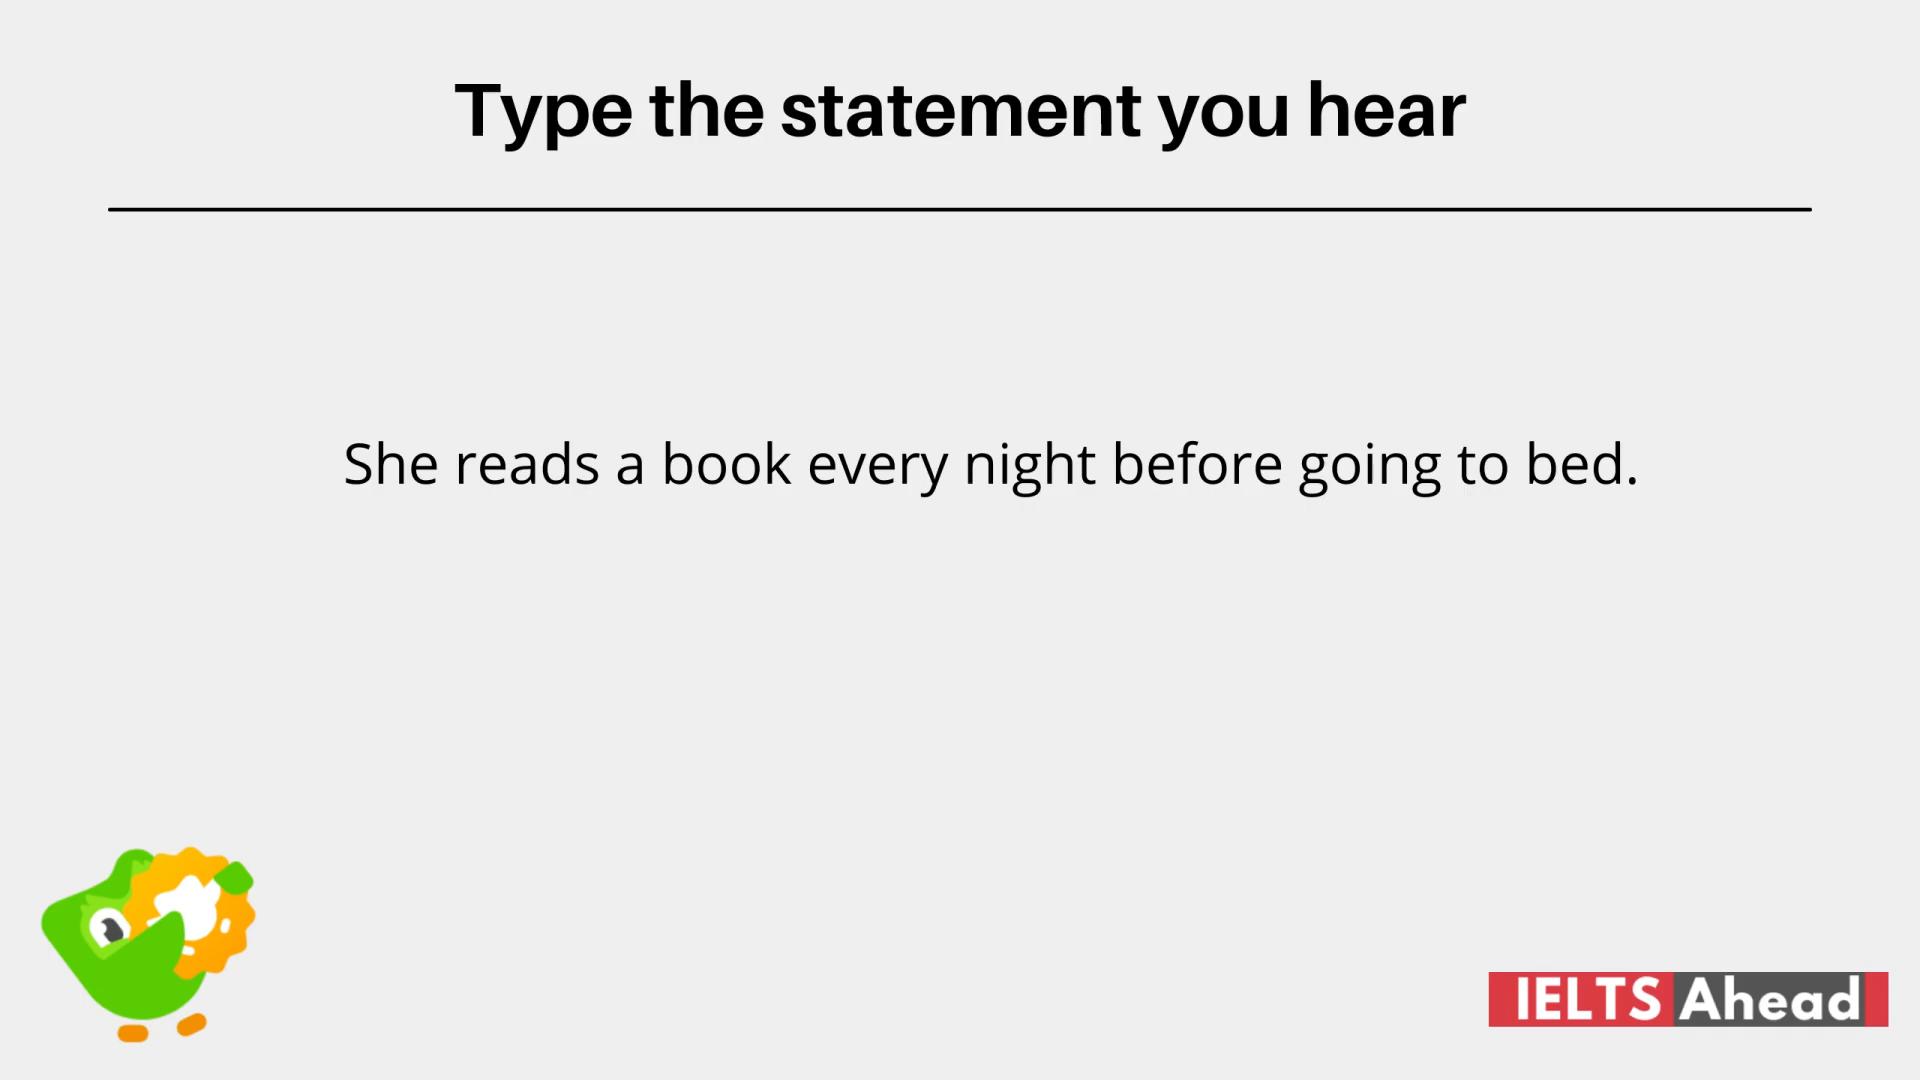 Type the statement you hear
She reads a book every night before going to bed.
IELTS Ahead